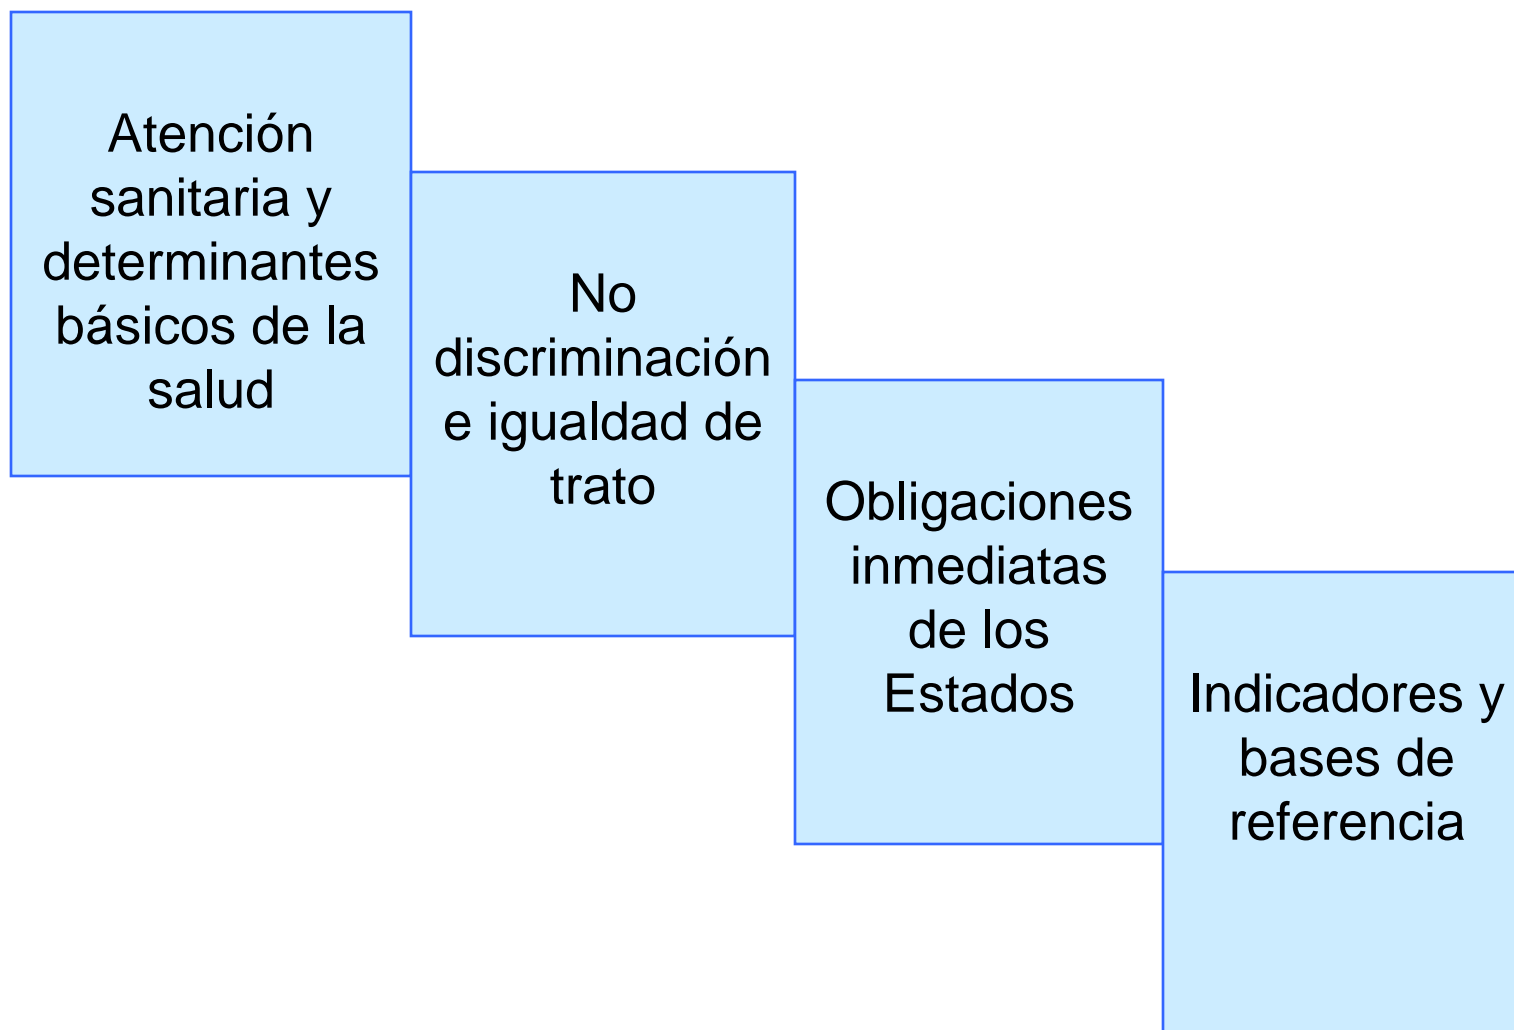 Atención
sanitaria y
determinantes
básicos de la
salud
No
discriminación
e igualdad de
trato
Obligaciones
inmediatas
de los
Estados
Indicadores y
bases de
referencia